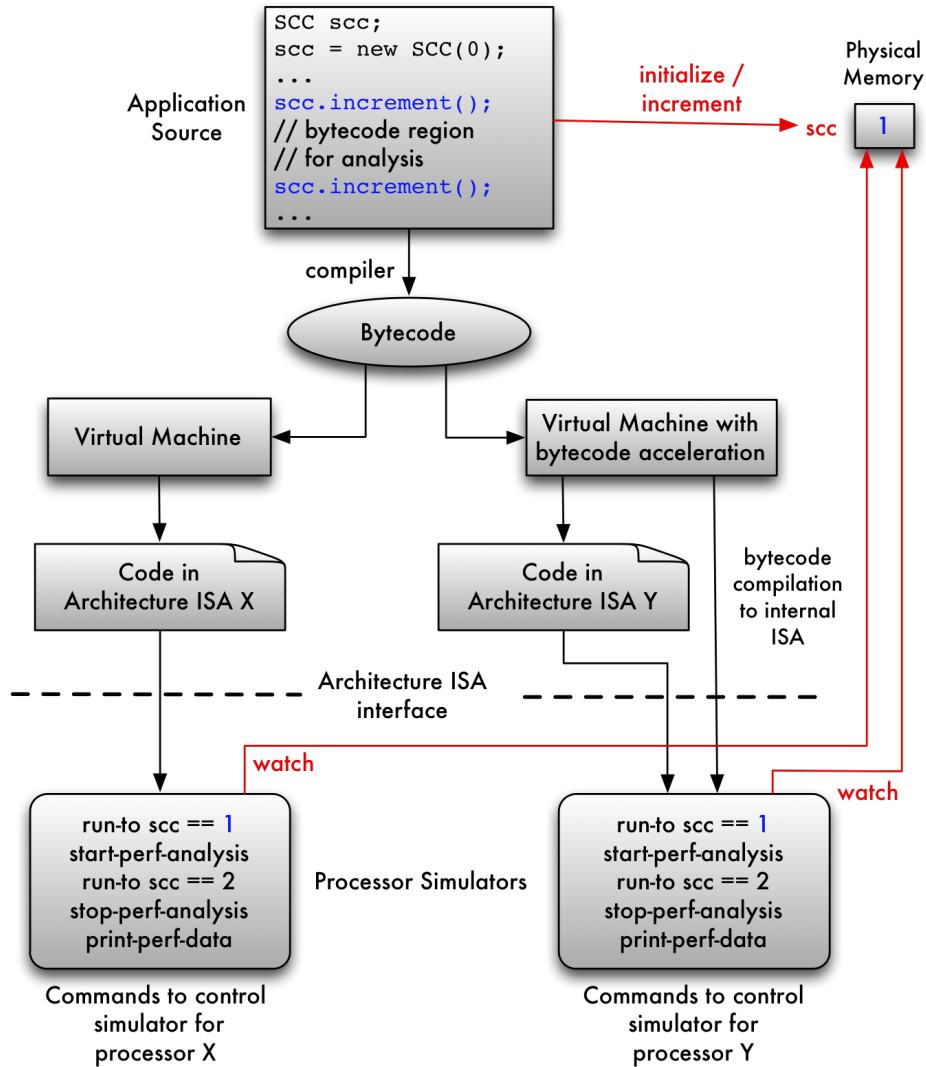 SCC scc;
scc = new SCC(0);
...
scc.increment();
// bytecode region
// for analysis
scc.increment();
...
Application
Source
initialize /
increment
Physical
Memory
scc
1
compiler
Bytecode
Virtual Machine
Virtual Machine with
bytecode acceleration
Code in
Architecture ISA X
Code in
Architecture ISA Y
bytecode
compilation
to internal
ISA
Architecture ISA
interface
watch
watch
run-to scc == 1
start-perf-analysis
run-to scc == 2
stop-perf-analysis
print-perf-data
Processor Simulators
run-to scc == 1
start-perf-analysis
run-to scc == 2
stop-perf-analysis
print-perf-data
Commands to control
simulator for
processor X
Commands to control
simulator for
processor Y